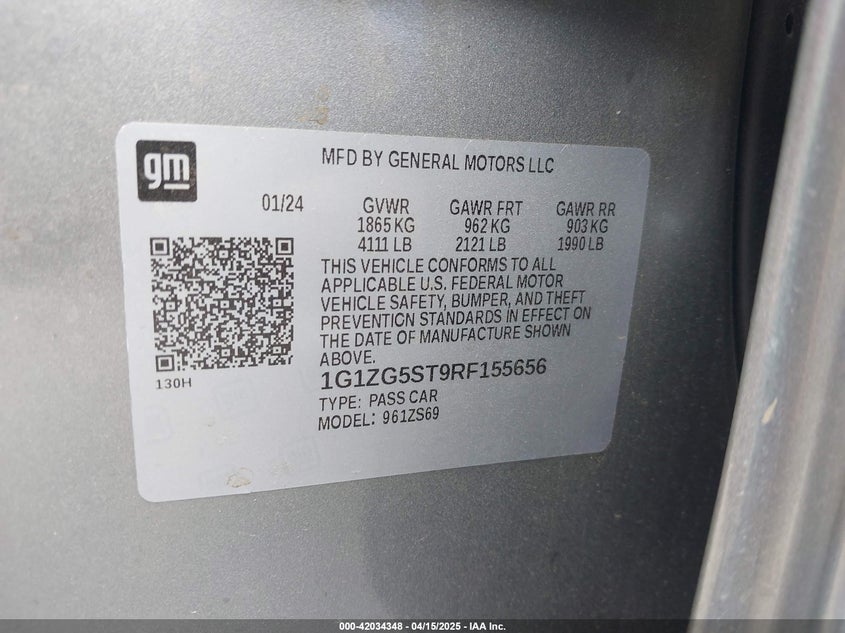 gm
MFD BY GENERAL MOTORS LLC
01/24 GVWR GAWR FRT GAWR RR
1865 KG 962 KG 903 KG
4111 LB 2121 LB 1990 LB
THIS VEHICLE CONFORMS TO ALL
APPLICABLE U.S. FEDERAL MOTOR
VEHICLE SAFETY, BUMPER, AND THEFT
PREVENTION STANDARDS IN EFFECT ON
THE DATE OF MANUFACTURE SHOWN
ABOVE.
130H
1G1ZG5ST9RF155656
TYPE: PASS CAR
MODEL: 961ZS69
000-42034348 - 04/15/2025 - IAA Inc.